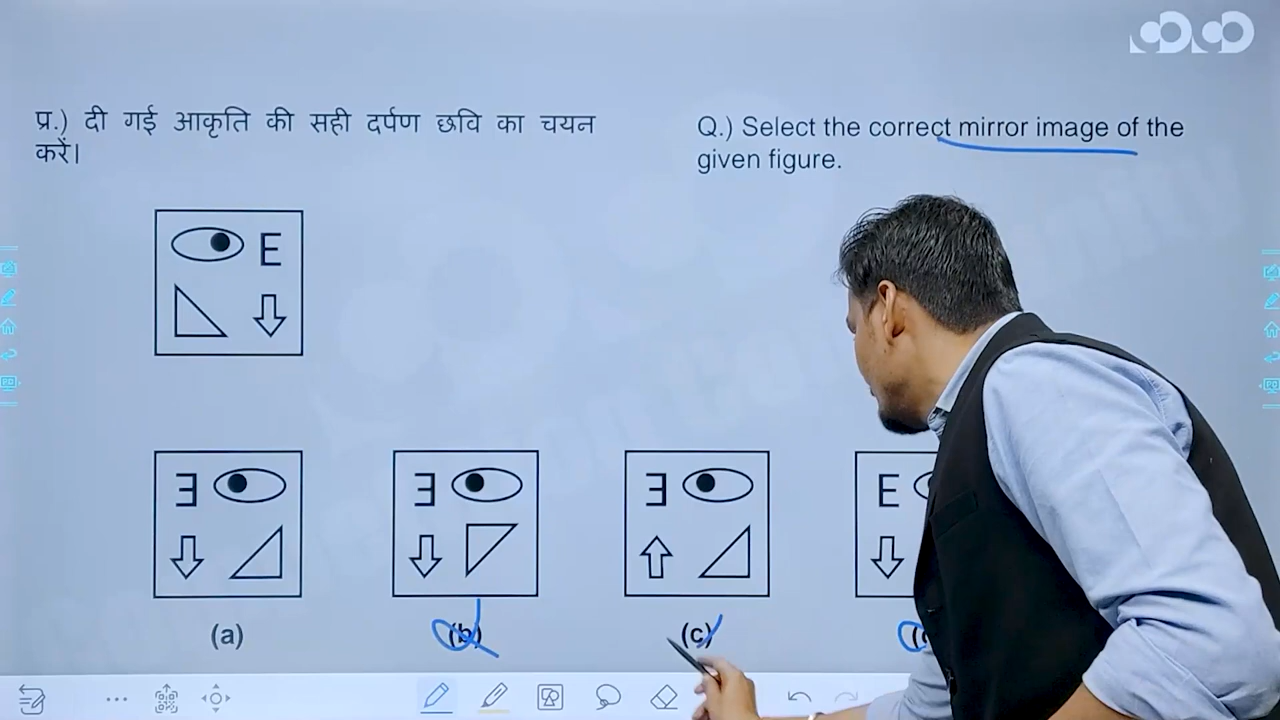 प्र.) दी गई आकृति की सही दर्पण छवि का चयन
करें।
Q.) Select the correct mirror image of the
given figure.
E
Ǝ
Ǝ
Ǝ
E
(a)
(b)
(c)